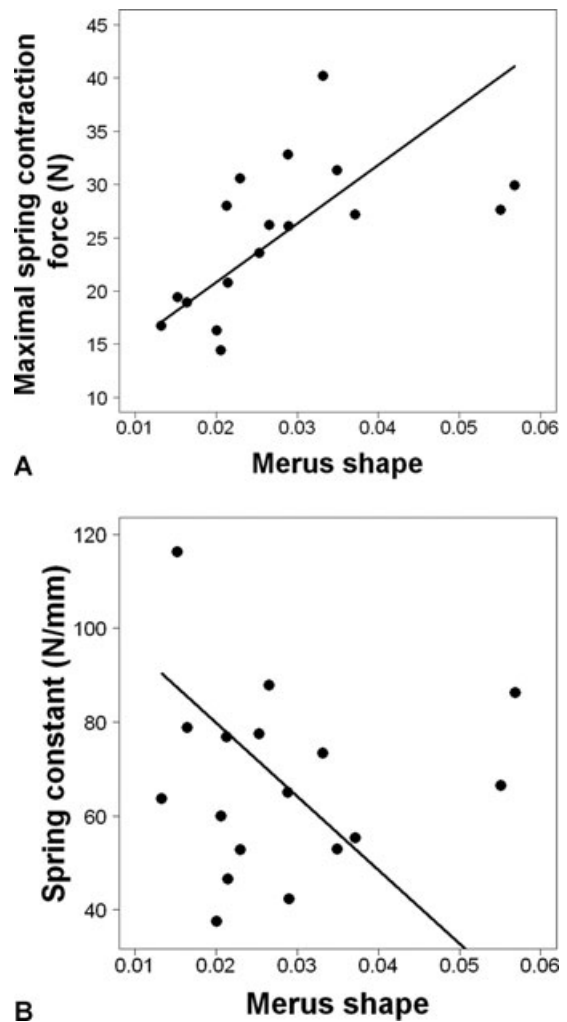 Maximal spring contraction
force (N)
45
40
35
30
25
20
15
10
0.01 0.02 0.03 0.04 0.05 0.06
Merus shape
A
Spring constant (N/mm)
120
100
80
60
40
0.01 0.02 0.03 0.04 0.05 0.06
Merus shape
B